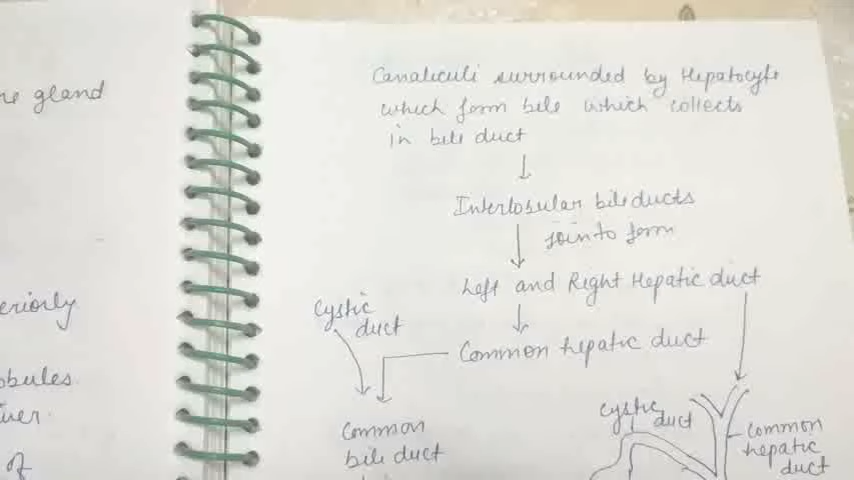 re gland
eriorly
obules
iver
of
Canaliculi surrounded by Hepatocyte
which form bile which collects
in bile duct
Interlobular bile ducts
join to form
Left and Right Hepatic duct
Cystic
duct
Common hepatic duct
Common
bile duct
Cystic
duct
Common
hepatic
duct